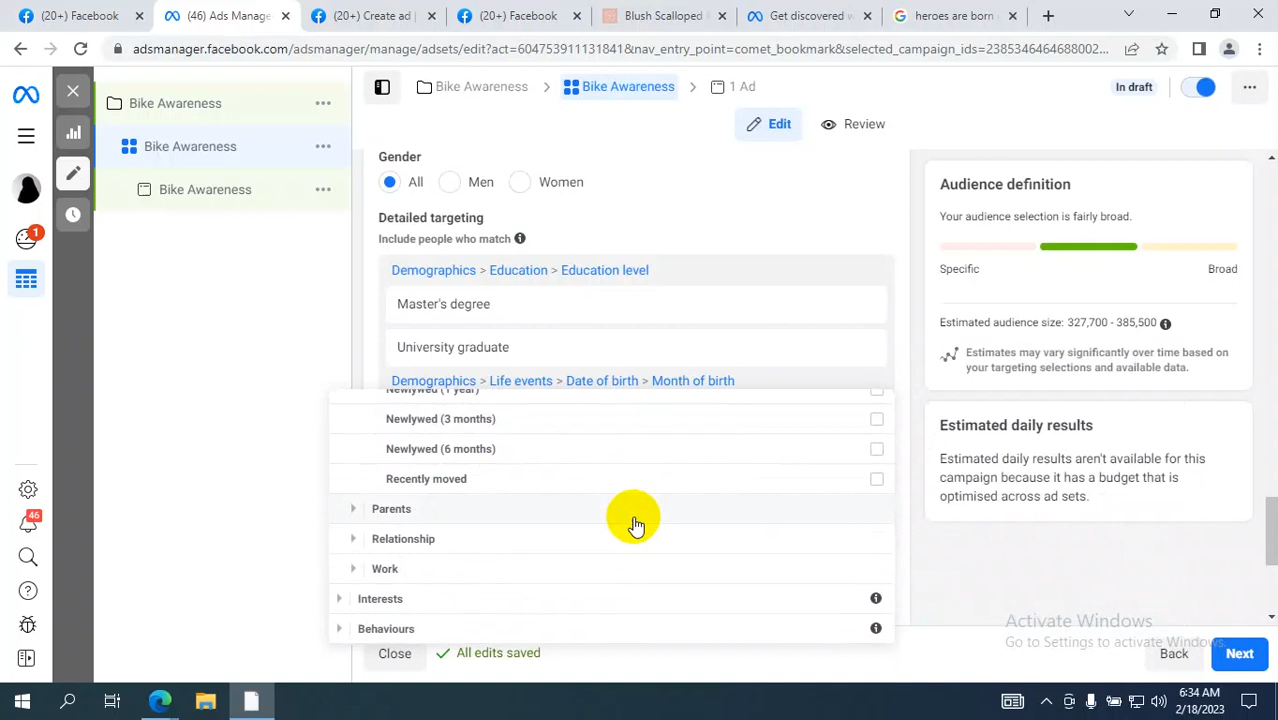 (20+) Facebook
(46) Ads Manage
(20+) Create ad
(20+) Facebook
Blush Scalloped
Get discovered
heroes are born
adsmanager.facebook.com/adsmanager/manage/adsets/edit?act=604753911131841&nav_entry_point=comet_bookmark&selected_campaign_ids=2385346464688002...
Bike Awareness
Bike Awareness
Bike Awareness
Bike Awareness
Bike Awareness
1 Ad
In draft
Edit
Review
1
46
Gender
All
Men
Women
Detailed targeting
Include people who match
Demographics > Education > Education level
Master's degree
University graduate
Demographics > Life events > Date of birth > Month of birth
Newlywed (1 year)
Newlywed (3 months)
Newlywed (6 months)
Recently moved
Parents
Relationship
Work
Interests
Behaviours
Close
All edits saved
Audience definition
Your audience selection is fairly broad.
Specific
Broad
Estimated audience size: 327,700 - 385,500
Estimates may vary significantly over time based on
your targeting selections and available data.
Estimated daily results
Estimated daily results aren't available for this
campaign because it has a budget that is
optimised across ad sets.
Activate Windows
Go to Settings to activate Windows.
Back
Next
6:34 AM
2/18/2023